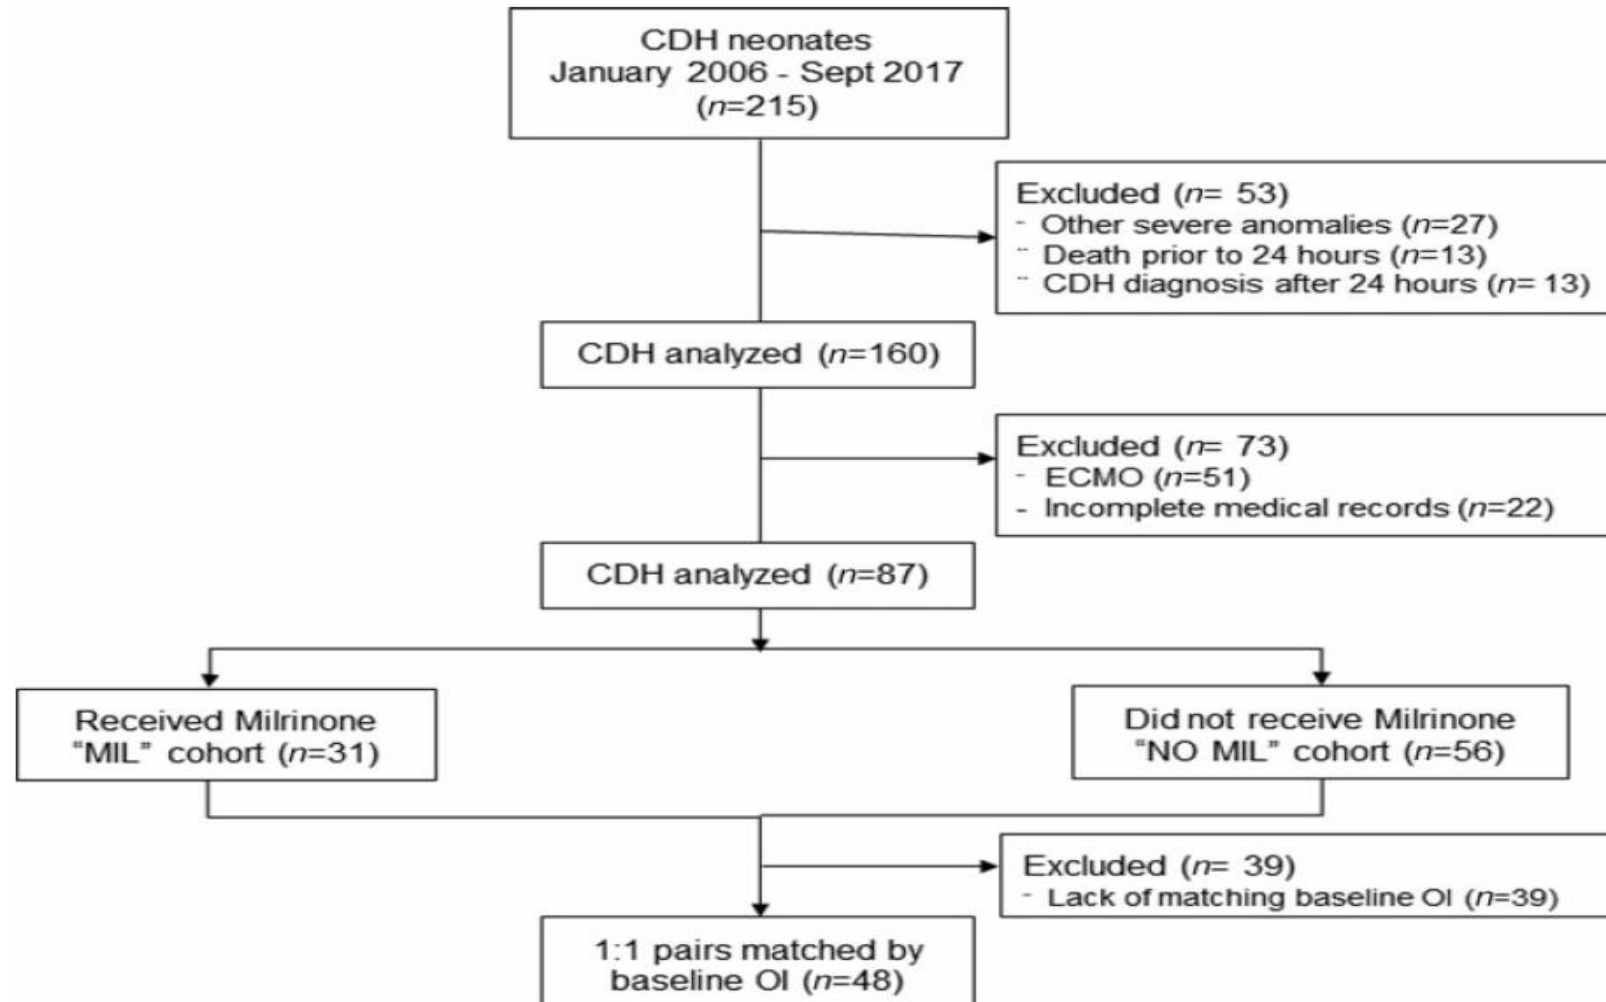 CDH neonates
January 2006 - Sept 2017
(n=215)
Excluded (n= 53)
- Other severe anomalies (n=27)
- Death prior to 24 hours (n=13)
- CDH diagnosis after 24 hours (n= 13)
CDH analyzed (n=160)
Excluded (n= 73)
- ECMO (n=51)
- Incomplete medical records (n=22)
CDH analyzed (n=87)
Received Milrinone
“MIL” cohort (n=31)
Did not receive Milrinone
“NO MIL” cohort (n=56)
Excluded (n= 39)
- Lack of matching baseline OI (n=39)
1:1 pairs matched by
baseline OI (n=48)